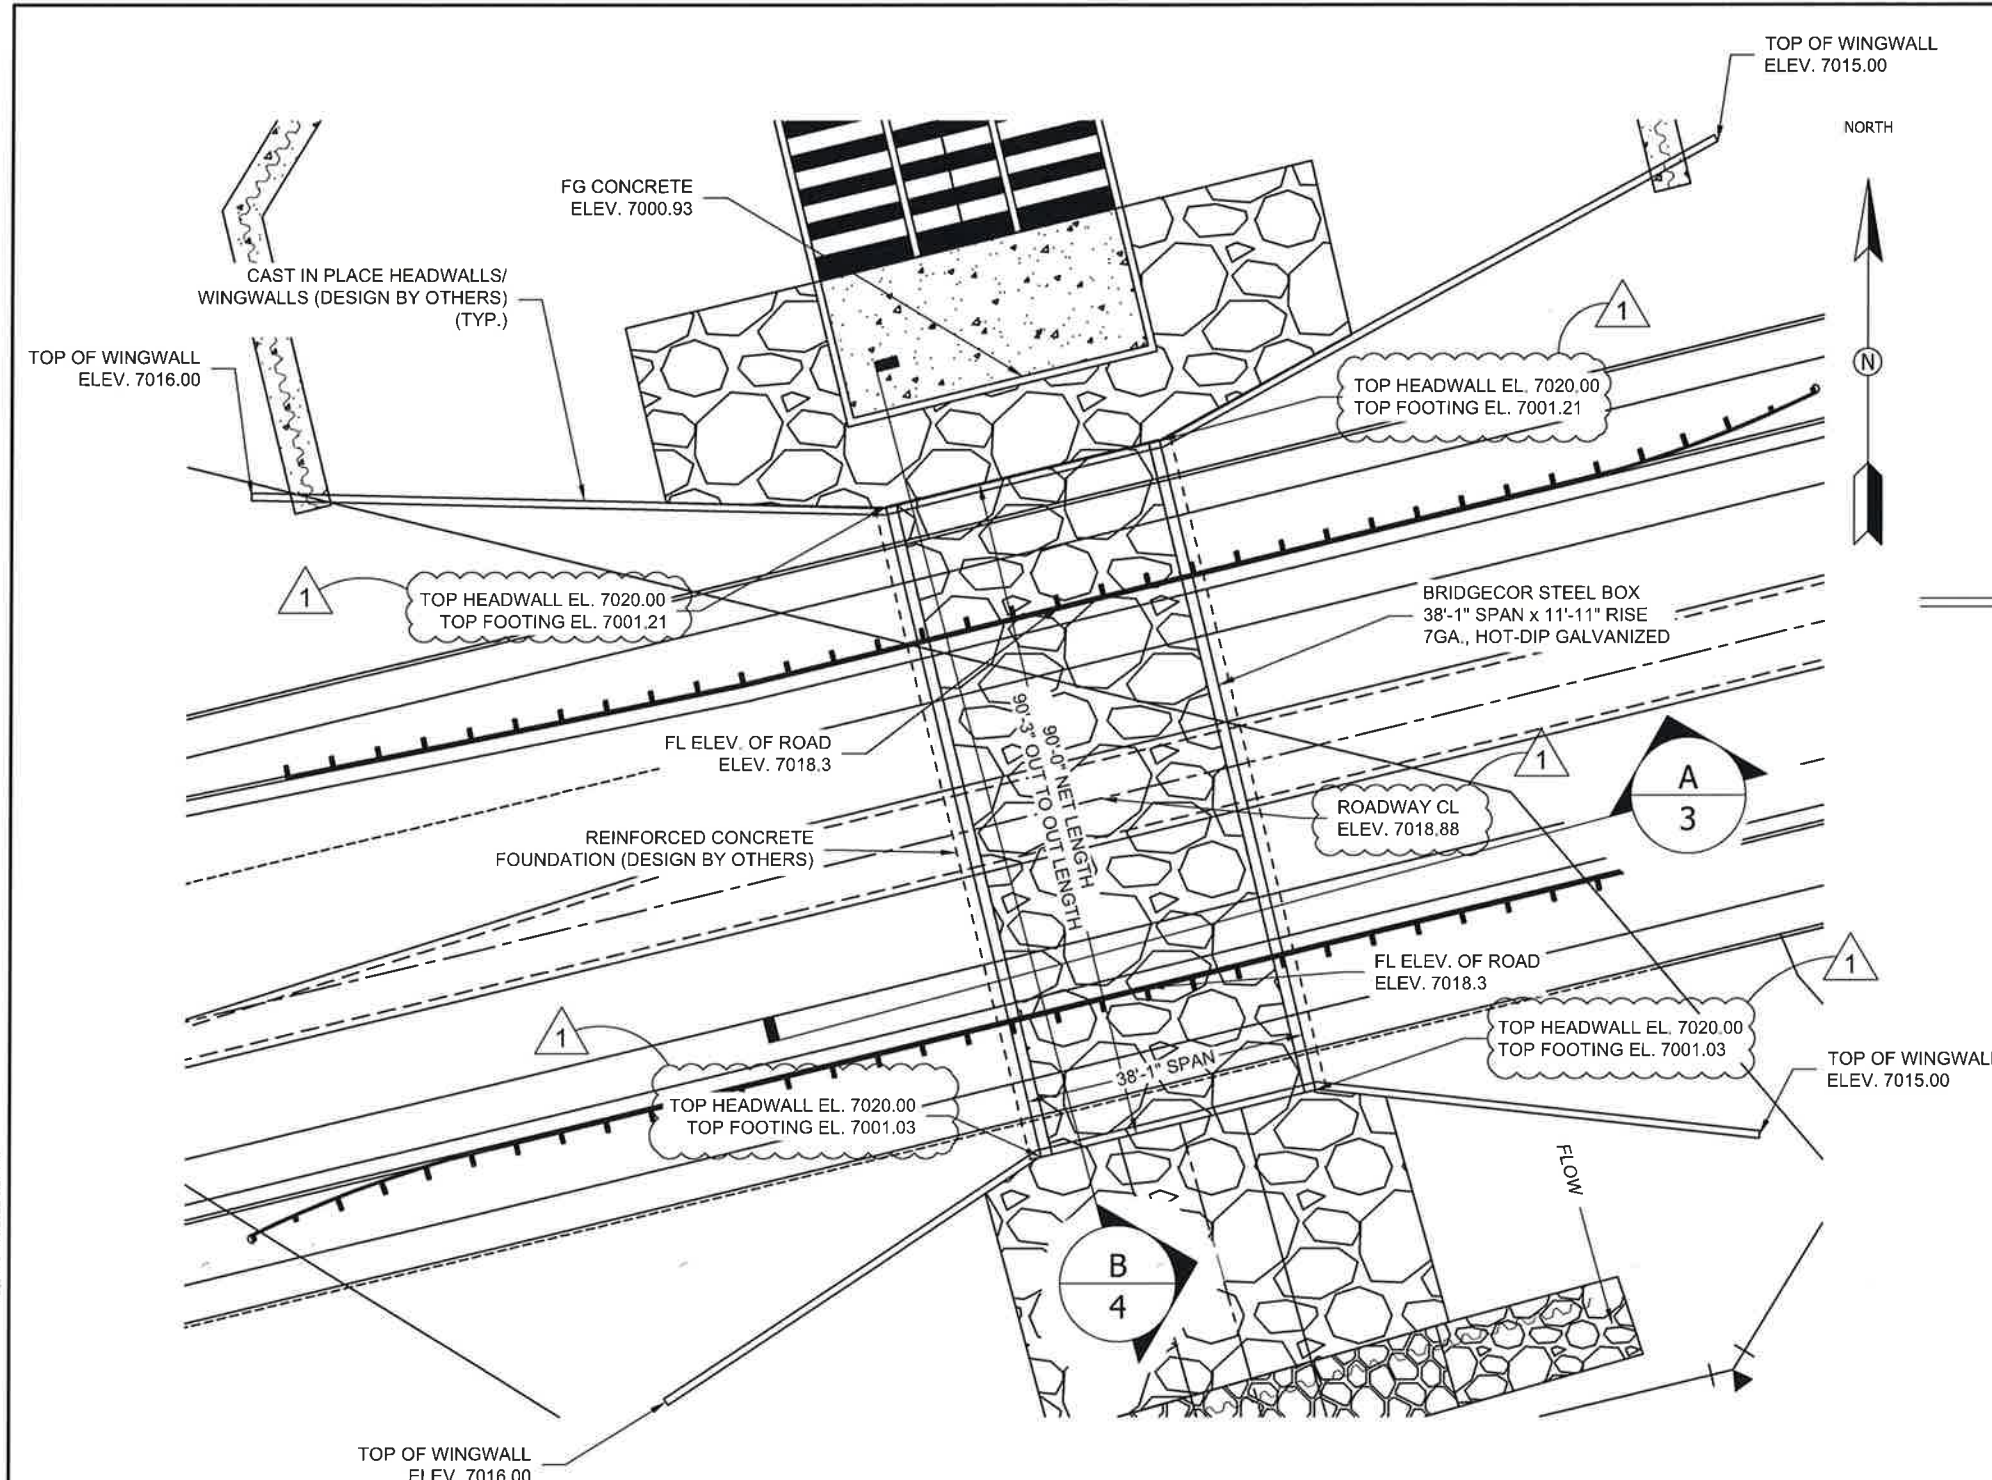 TOP OF WINGWALL
ELEV. 7015.00
NORTH
FG CONCRETE
ELEV. 7000.93
CAST IN PLACE HEADWALLS/
WINGWALLS (DESIGN BY OTHERS)
(TYP.)
TOP OF WINGWALL
ELEV. 7016.00
1
N
TOP HEADWALL EL. 7020.00
TOP FOOTING EL. 7001.21
1
TOP HEADWALL EL. 7020.00
TOP FOOTING EL. 7001.21
BRIDGECOR STEEL BOX
38'-1" SPAN x 11'-11" RISE
7GA., HOT-DIP GALVANIZED
FL ELEV. OF ROAD
ELEV. 7018.3
90'-0" NET LENGTH
90'-3" OUT TO OUT LENGTH
1
A
3
ROADWAY CL
ELEV. 7018.88
REINFORCED CONCRETE
FOUNDATION (DESIGN BY OTHERS)
FL ELEV. OF ROAD
ELEV. 7018.3
1
1
TOP HEADWALL EL. 7020.00
TOP FOOTING EL. 7001.03
TOP OF WINGWALL
ELEV. 7015.00
38'-1" SPAN
TOP HEADWALL EL. 7020.00
TOP FOOTING EL. 7001.03
FLOW
B
4
TOP OF WINGWALL
ELEV. 7016.00